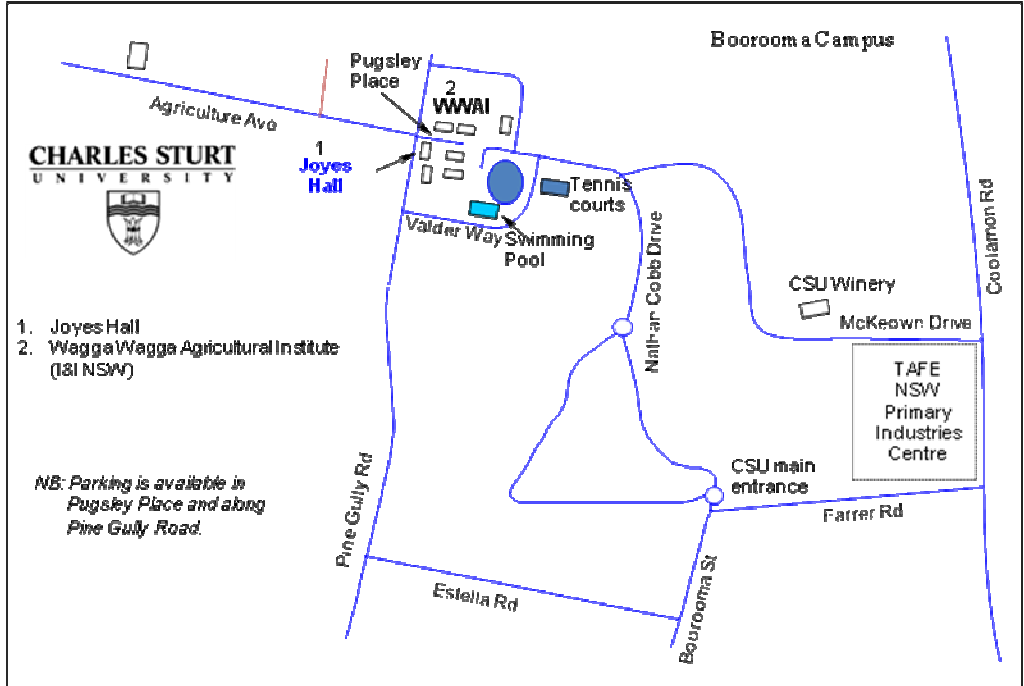 Boorooma Campus
Pugsley
Place
2
WWAI
Agriculture Ave
1
Joyes
Hall
CHARLES STURT
UNIVERSITY
Tennis
courts
Valder Way
Swimming
Pool
Nathan Cobb Drive
Coolamon Rd
CSU Winery
McKeown Drive
1. Joyes Hall
2. Wagga Wagga Agricultural Institute
(I&I NSW)
TAFE
NSW
Primary
Industries
Centre
NB: Parking is available in
Pugsley Place and along
Pine Gully Road.
Pine Gully Rd
CSU main
entrance
Farrer Rd
Estella Rd
Boorooma St